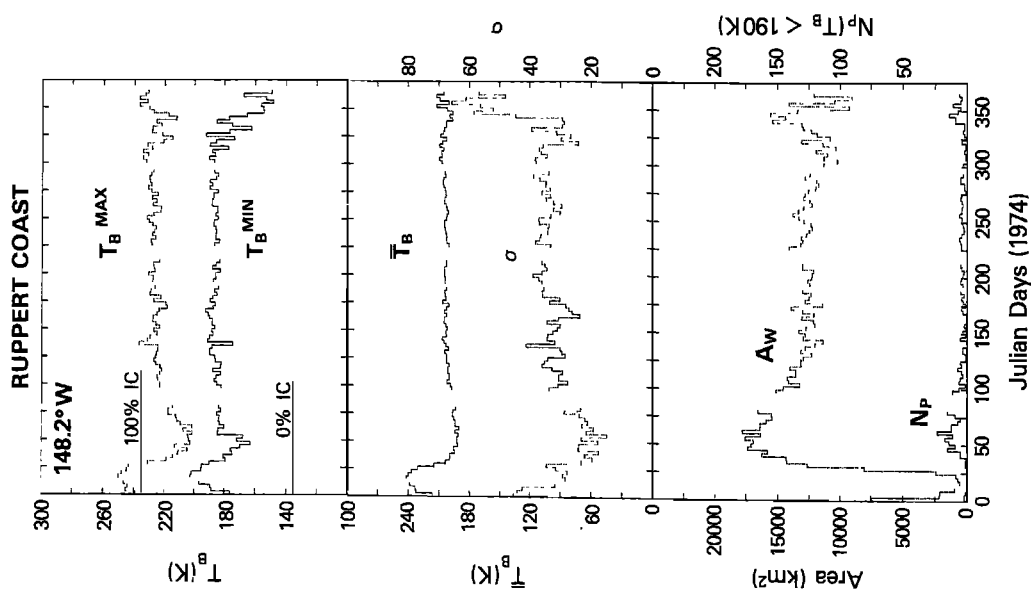 RUPPERT COAST
148.2°W
100% IC
0% IC
T_B^MAX
T_B^MIN
T_B (K)
300
260
220
180
140
100
T̿_B
σ
T̿_B (K)
240
180
120
60
σ
80
60
40
20
0
A_W
N_P
Area (km²)
20000
15000
10000
5000
0
N_P (T_B < 190K)
200
150
100
50
0
50
100
150
200
250
300
350
Julian Days (1974)